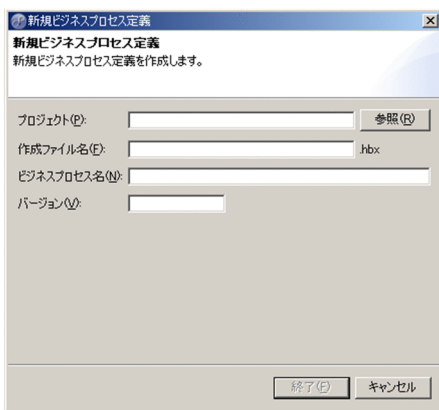 新規ビジネスプロセス定義
新規ビジネスプロセス定義
新規ビジネスプロセス定義を作成します。
プロジェクト(P): 参照(R)
作成ファイル名(F): .hbx
ビジネスプロセス名(N):
バージョン(V):
終了(F) キャンセル